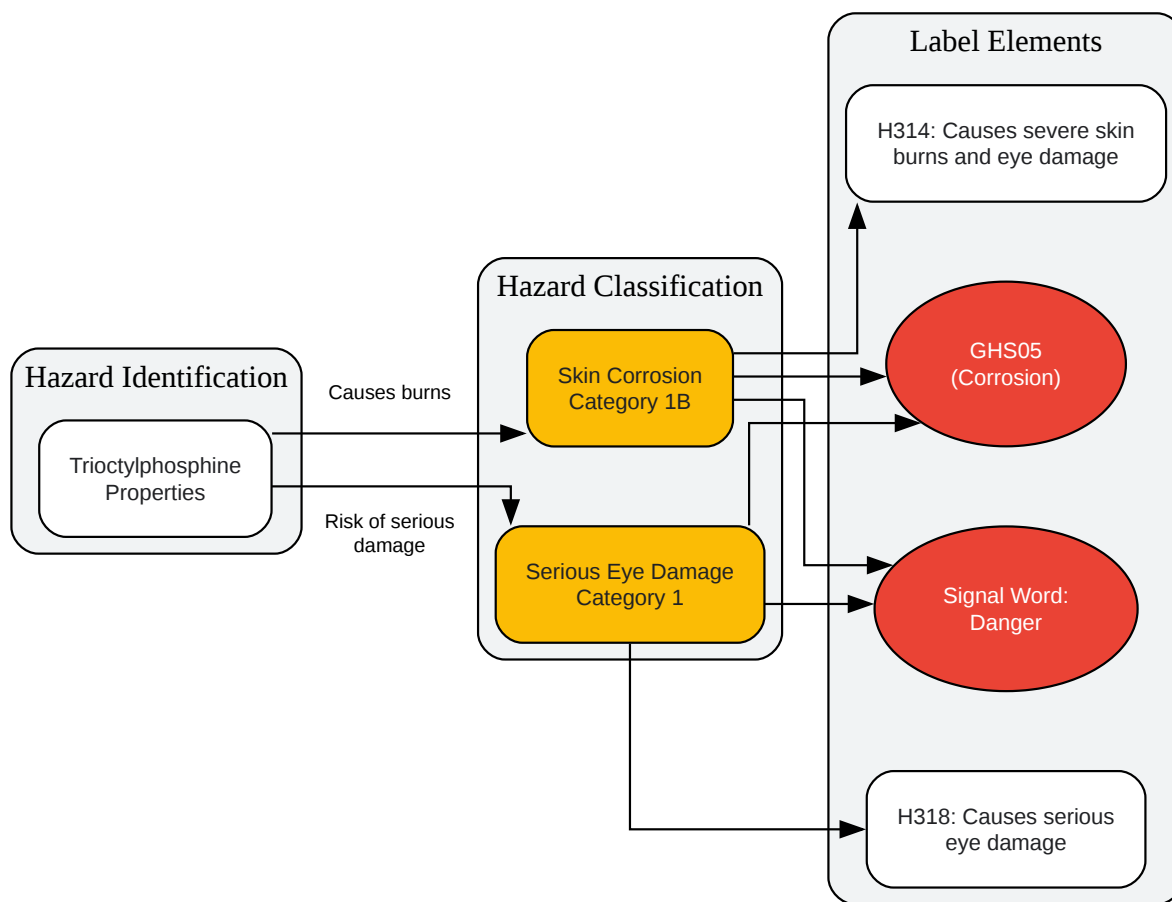 Hazard Identification
Trioctylphosphine
Properties
Causes burns
Risk of serious
damage
Hazard Classification
Skin Corrosion
Category 1B
Serious Eye Damage
Category 1
Label Elements
H314: Causes severe skin
burns and eye damage
GHS05
(Corrosion)
Signal Word:
Danger
H318: Causes serious
eye damage